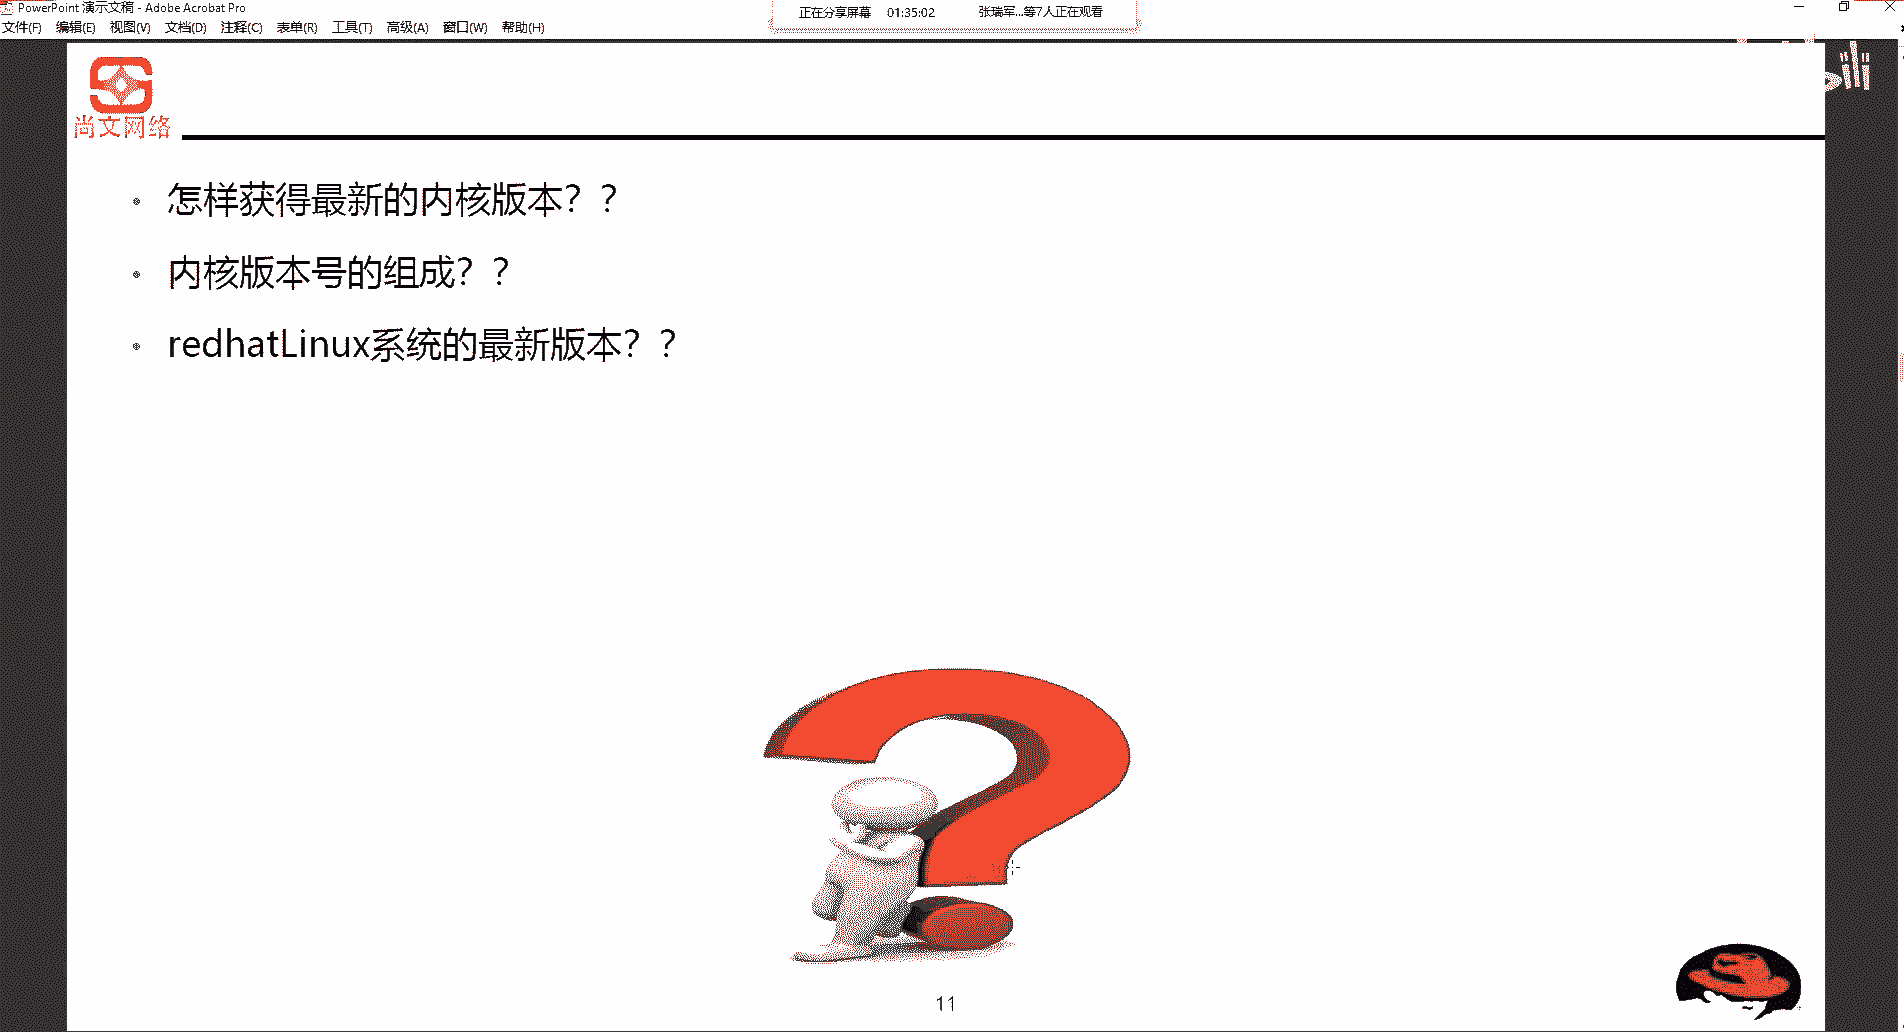 PowerPoint 演示文稿 - Adobe Acrobat Pro
正在分享屏幕 01:35:02 张瑞军...等7人正在观看
文件(F) 编辑(E) 视图(V) 文档(D) 注释(C) 表单(R) 工具(T) 高级(A) 窗口(W) 帮助(H)
尚文网络
怎样获得最新的内核版本？？
内核版本号的组成？？
redhatLinux系统的最新版本？？
11